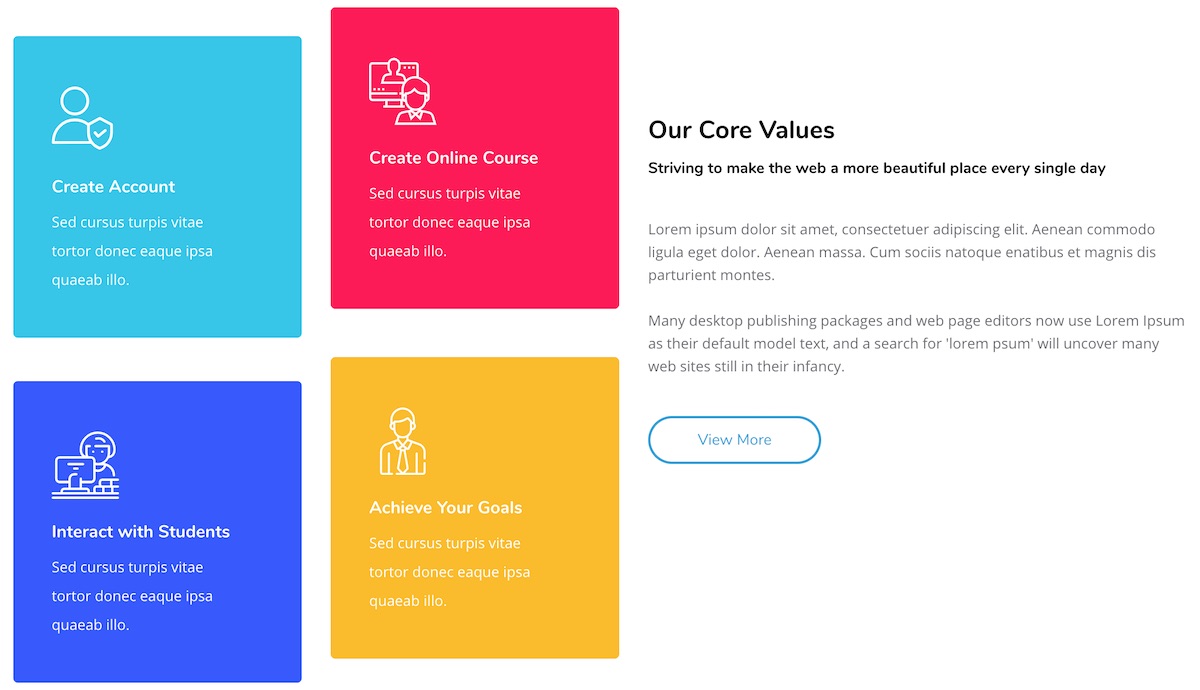 Create Account
Sed cursus turpis vitae
tortor donec eaque ipsa
quaeab illo.
Create Online Course
Sed cursus turpis vitae
tortor donec eaque ipsa
quaeab illo.
Interact with Students
Sed cursus turpis vitae
tortor donec eaque ipsa
quaeab illo.
Achieve Your Goals
Sed cursus turpis vitae
tortor donec eaque ipsa
quaeab illo.
Our Core Values
Striving to make the web a more beautiful place every single day
Lorem ipsum dolor sit amet, consectetuer adipiscing elit. Aenean commodo
ligula eget dolor. Aenean massa. Cum sociis natoque enatibus et magnis dis
parturient montes.
Many desktop publishing packages and web page editors now use Lorem Ipsum
as their default model text, and a search for 'lorem psum' will uncover many
web sites still in their infancy.
View More